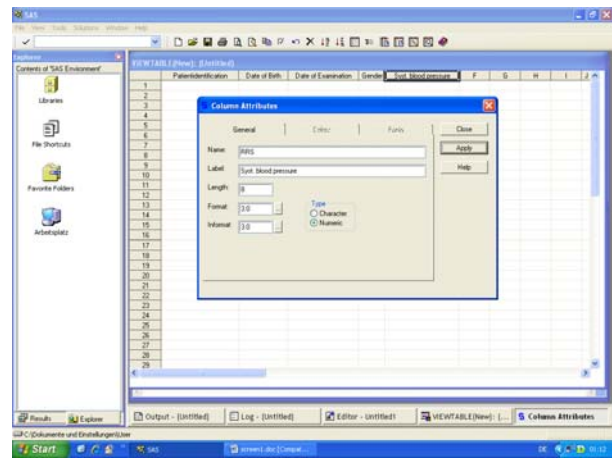 SAS
File View Tools Solutions Window Help
Explorer
Contents of 'SAS Environment'
Libraries
File Shortcuts
Favorite Folders
Arbeitsplatz
VIEWTABLE(New): (Untitled)
Patientidentification Date of Birth Date of Examination Gender Syst. blood pressure F G H I J
1
2
3
4
5
6
7
8
9
10
11
12
13
14
15
16
17
18
19
20
21
22
23
24
25
26
27
28
29
Column Attributes
General Colors Fonts
Close
Apply
Help
Name:
Label: Syst. blood pressure
Length: 8
Format: 3.0 ...
Informat: 3.0 ...
Type
Character
Numeric
Results Explorer
Output - (Untitled) Log - (Untitled) Editor - Untitled1 VIEWTABLE(New): (... Column Attributes
C:\Dokumente und Einstellungen\User
Start SAS screen1.doc [Compat... DE 01:12